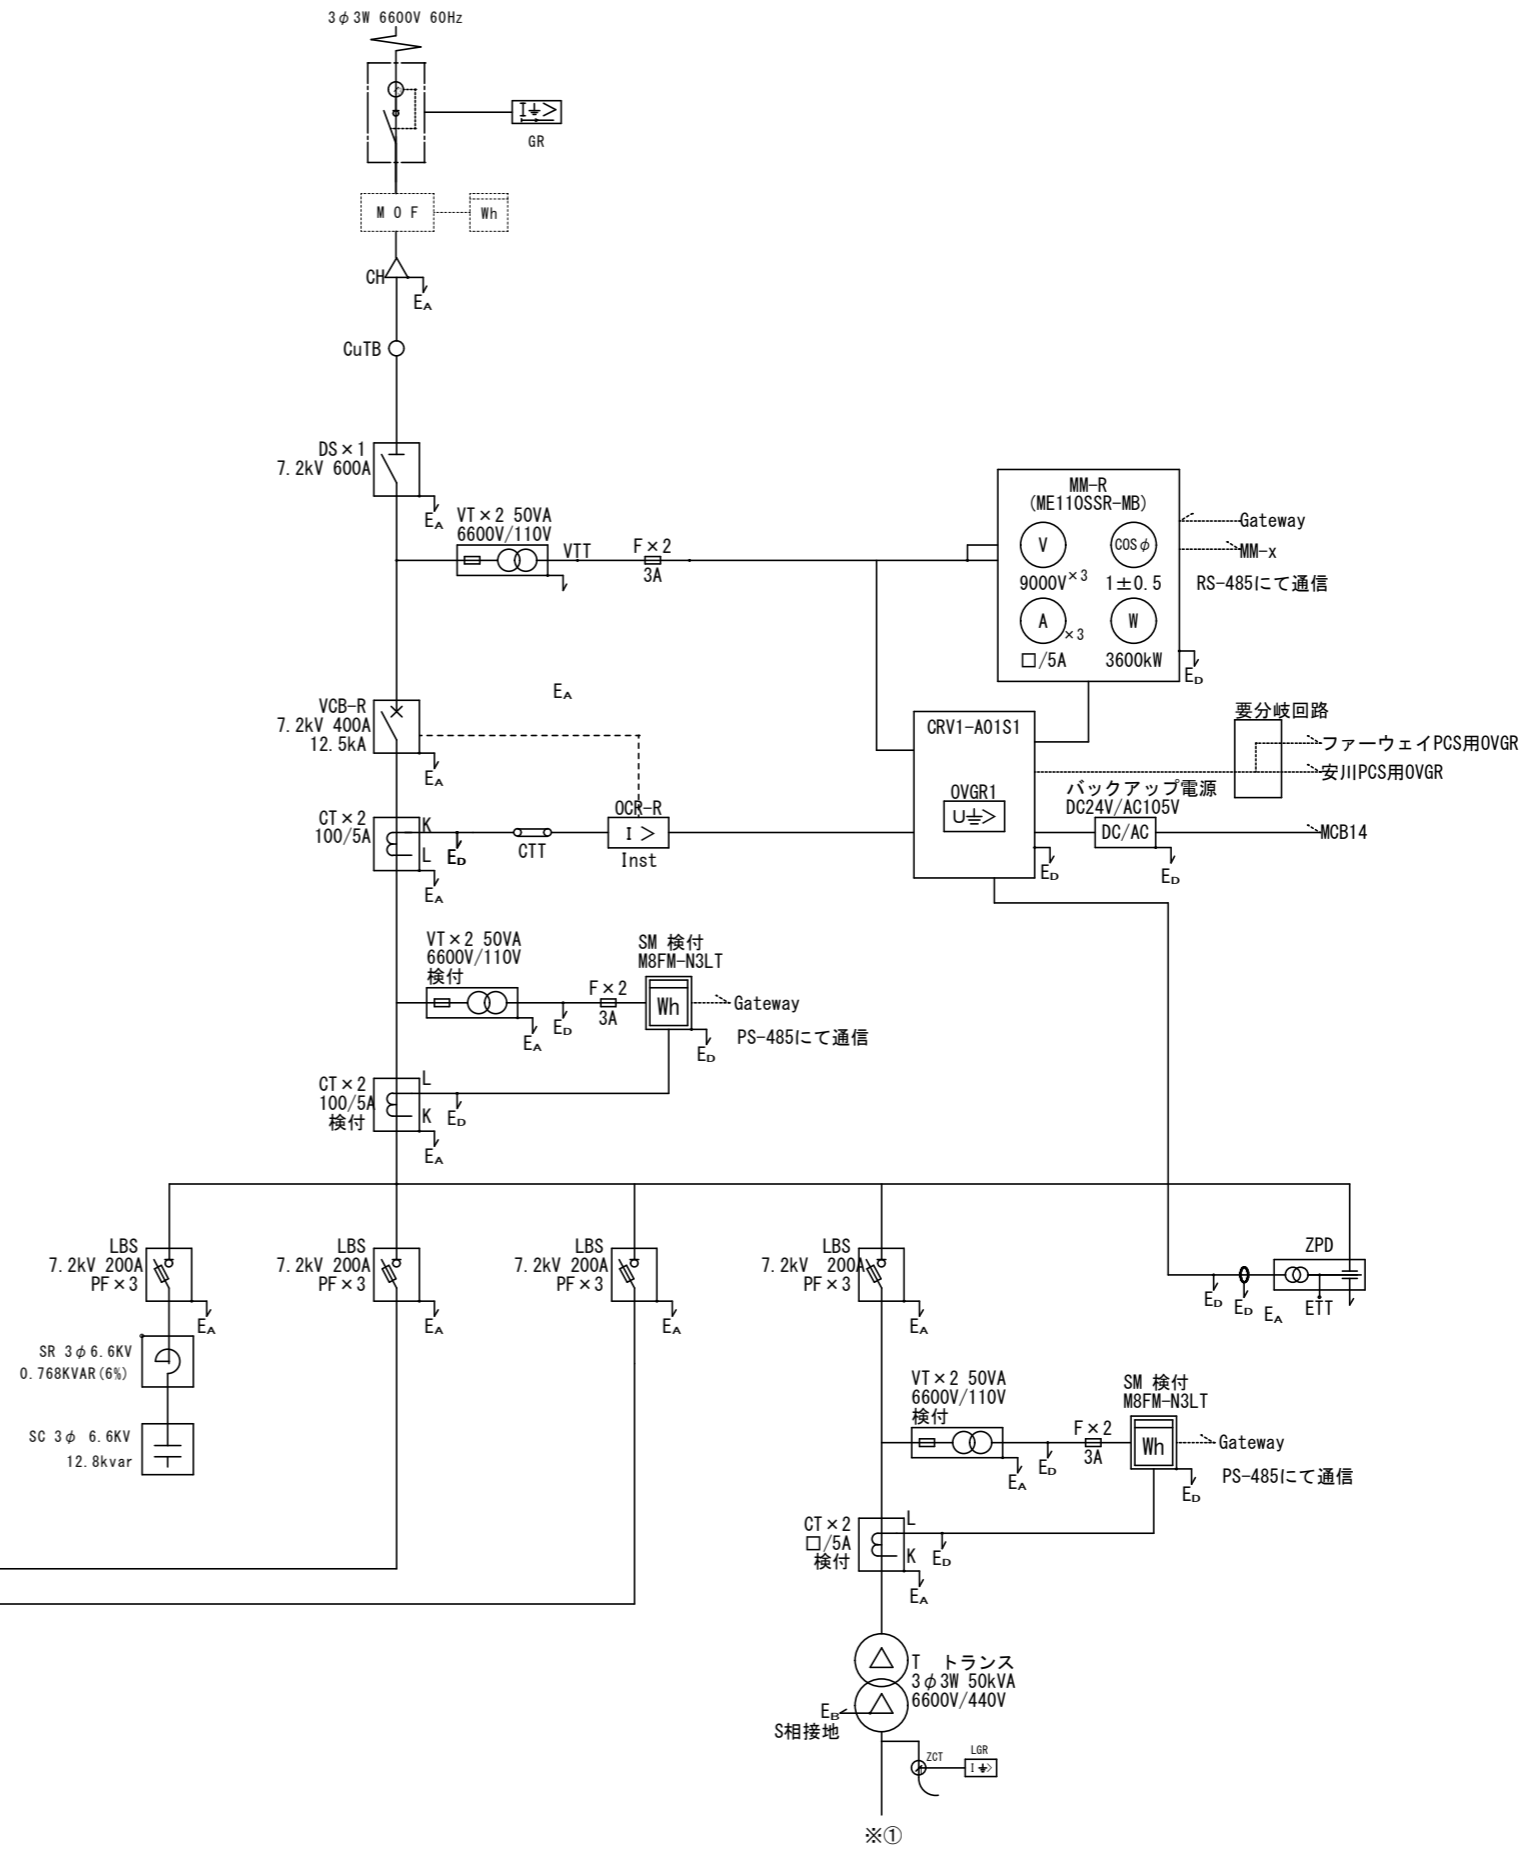 3φ3W 6600V 60Hz
I⏚>
GR
MOF
Wh
CH
EA
CuTB
DS×1
7.2kV 600A
EA
VT×2 50VA
6600V/110V
VTT
F×2
3A
MM-R
(ME110SSR-MB)
V
COSφ
9000V×3
1±0.5
A
×3
W
□/5A
3600kW
ED
Gateway
MM-x
RS-485にて通信
EA
VCB-R
7.2kV 400A
12.5kA
EA
CRV1-A01S1
OVGR1
U⏚>
ED
要分岐回路
ファーウェイPCS用OVGR
安川PCS用OVGR
バックアップ電源
DC24V/AC105V
DC/AC
MCB14
ED
CT×2
100/5A
K
L
ED
EA
CTT
OCR-R
I >
Inst
VT×2 50VA
6600V/110V
検付
EA
ED
F×2
3A
SM 検付
M8FM-N3LT
Wh
Gateway
ED
PS-485にて通信
CT×2
100/5A
検付
L
K
ED
EA
LBS
7.2kV 200A
PF×3
EA
LBS
7.2kV 200A
PF×3
EA
LBS
7.2kV 200A
PF×3
EA
LBS
7.2kV 200A
PF×3
EA
ZPD
ED
ED
EA
ETT
SR 3φ6.6KV
0.768KVAR(6%)
SC 3φ 6.6KV
12.8kvar
VT×2 50VA
6600V/110V
検付
EA
ED
F×2
3A
SM 検付
M8FM-N3LT
Wh
Gateway
ED
PS-485にて通信
CT×2
□/5A
検付
L
K
ED
EA
T トランス
3φ3W 50kVA
6600V/440V
EB
S相接地
ZCT
LGR
I⏚>
※①